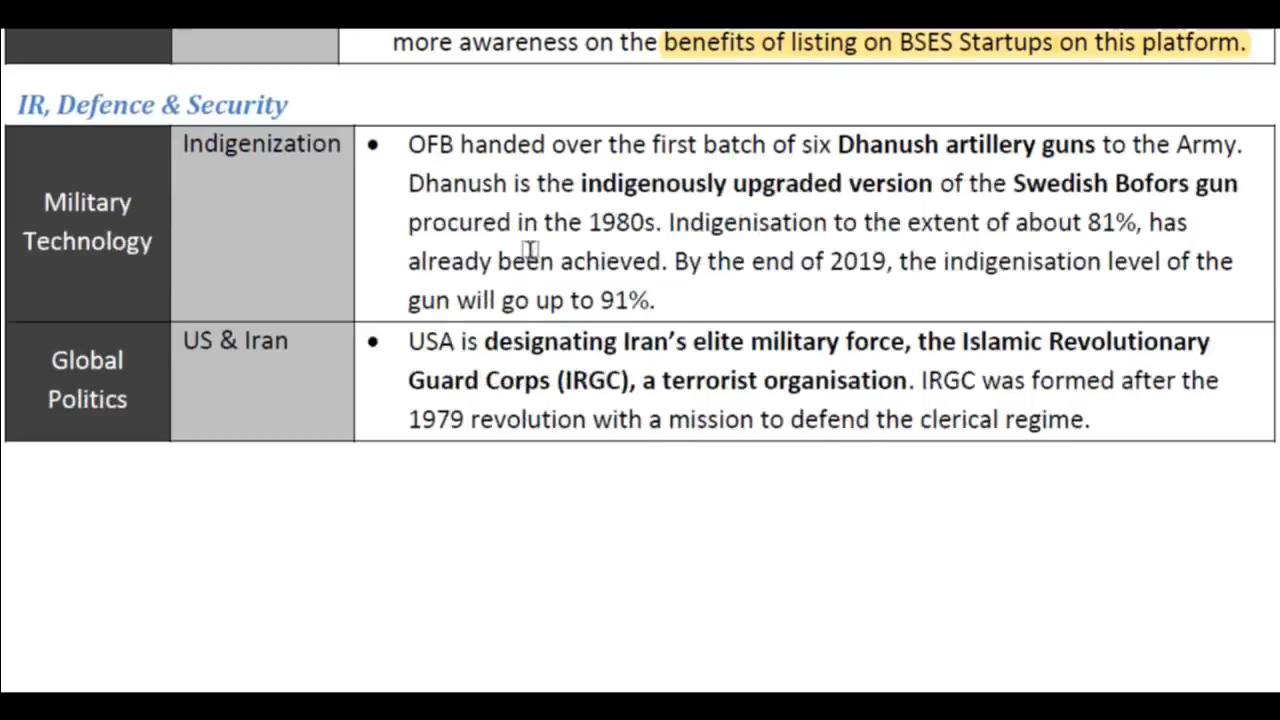 more awareness on the benefits of listing on BSES Startups on this platform.
IR, Defence & Security
Military
Technology
Indigenization
• OFB handed over the first batch of six Dhanush artillery guns to the Army.
Dhanush is the indigenously upgraded version of the Swedish Bofors gun
procured in the 1980s. Indigenisation to the extent of about 81%, has
already been achieved. By the end of 2019, the indigenisation level of the
gun will go up to 91%.
Global
Politics
US & Iran
• USA is designating Iran’s elite military force, the Islamic Revolutionary
Guard Corps (IRGC), a terrorist organisation. IRGC was formed after the
1979 revolution with a mission to defend the clerical regime.